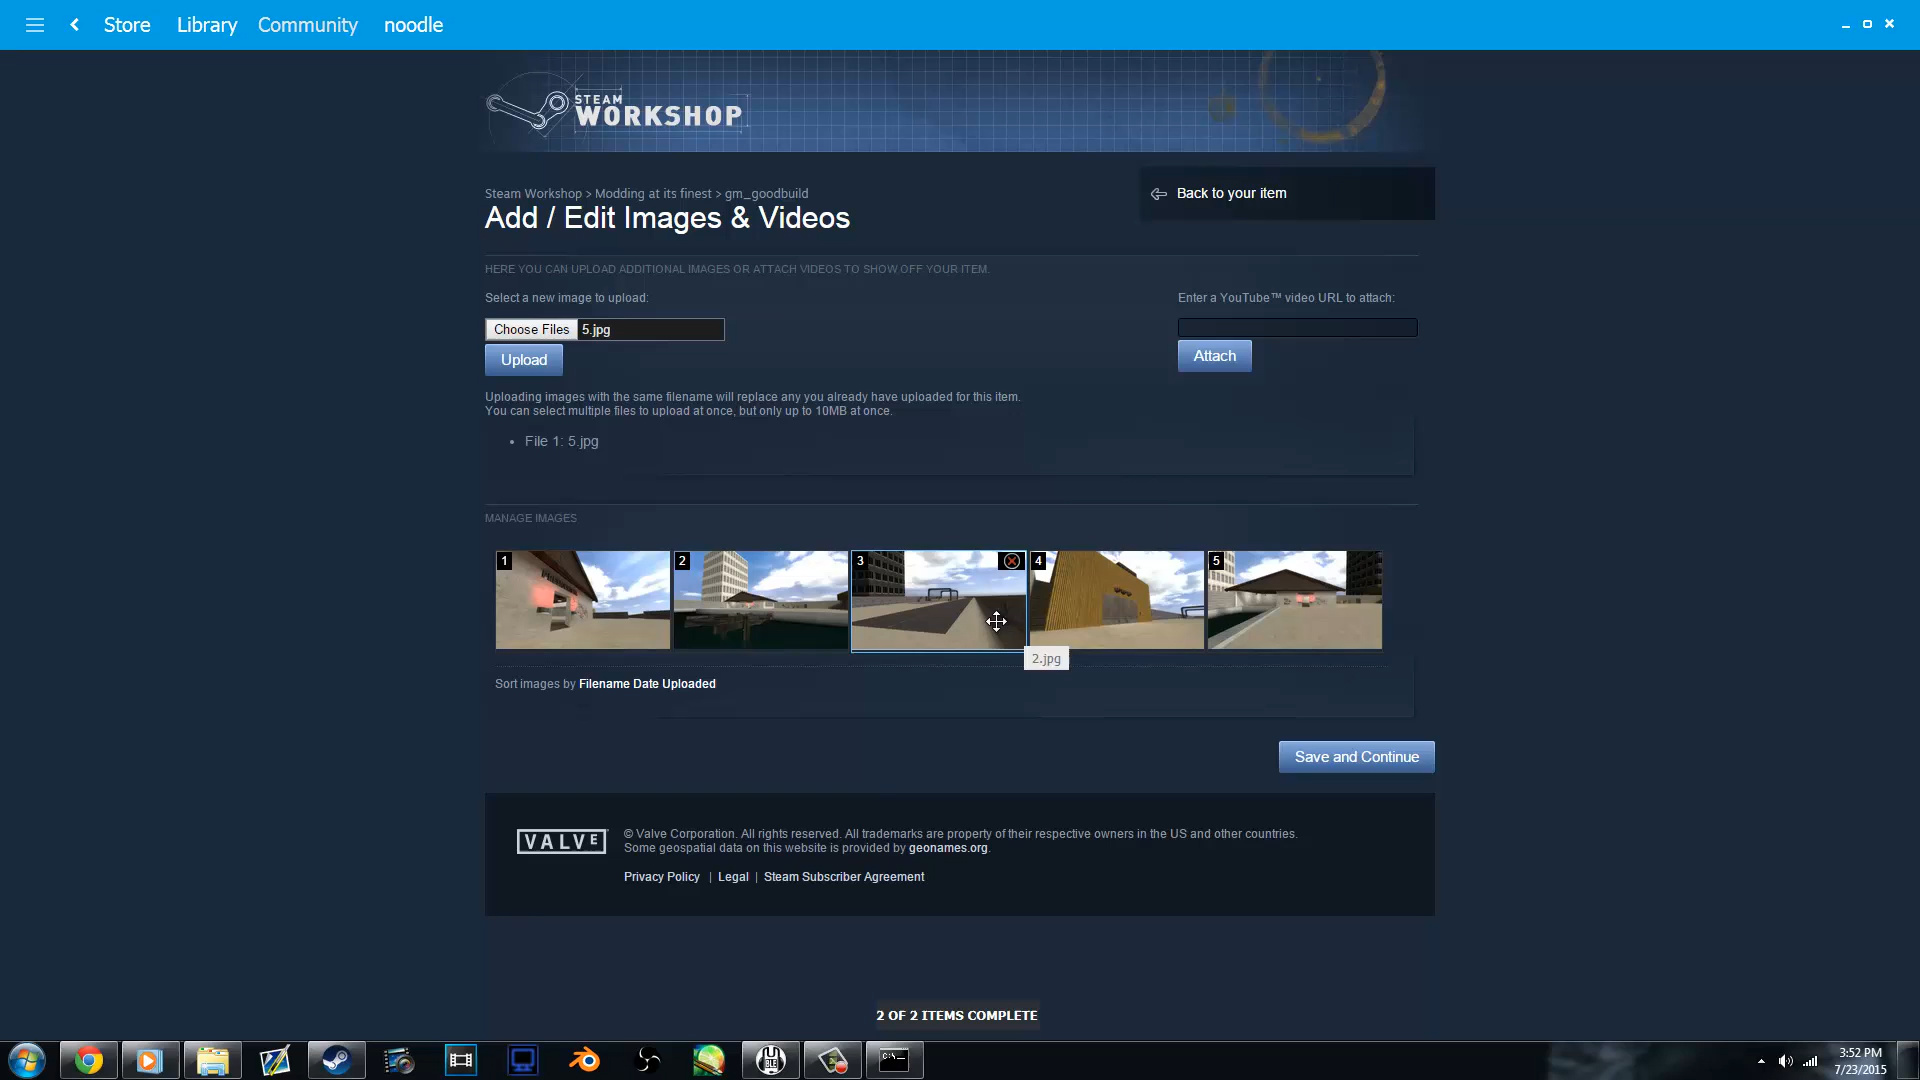 Store Library Community noodle
STEAM
WORKSHOP
Steam Workshop > Modding at its finest > gm_goodbuild
Back to your item
Add / Edit Images & Videos
HERE YOU CAN UPLOAD ADDITIONAL IMAGES OR ATTACH VIDEOS TO SHOW OFF YOUR ITEM.
Select a new image to upload:
Enter a YouTube™ video URL to attach:
Choose Files 5.jpg
Upload
Attach
Uploading images with the same filename will replace any you already have uploaded for this item.
You can select multiple files to upload at once, but only up to 10MB at once.
• File 1: 5.jpg
MANAGE IMAGES
1 2 3 4 5
2.jpg
Sort images by Filename Date Uploaded
Save and Continue
VALVE
© Valve Corporation. All rights reserved. All trademarks are property of their respective owners in the US and other countries.
Some geospatial data on this website is provided by geonames.org.
Privacy Policy | Legal | Steam Subscriber Agreement
2 OF 2 ITEMS COMPLETE
3:52 PM
7/23/2015